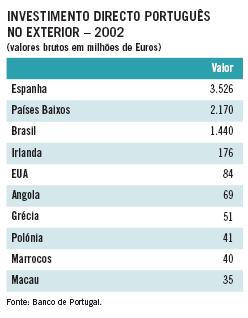 INVESTIMENTO DIRECTO PORTUGUÊS
NO EXTERIOR – 2002
(valores brutos em milhões de Euros)
Valor
Espanha 3.526
Países Baixos 2.170
Brasil 1.440
Irlanda 176
EUA 84
Angola 69
Grécia 51
Polónia 41
Marrocos 40
Macau 35
Fonte: Banco de Portugal.